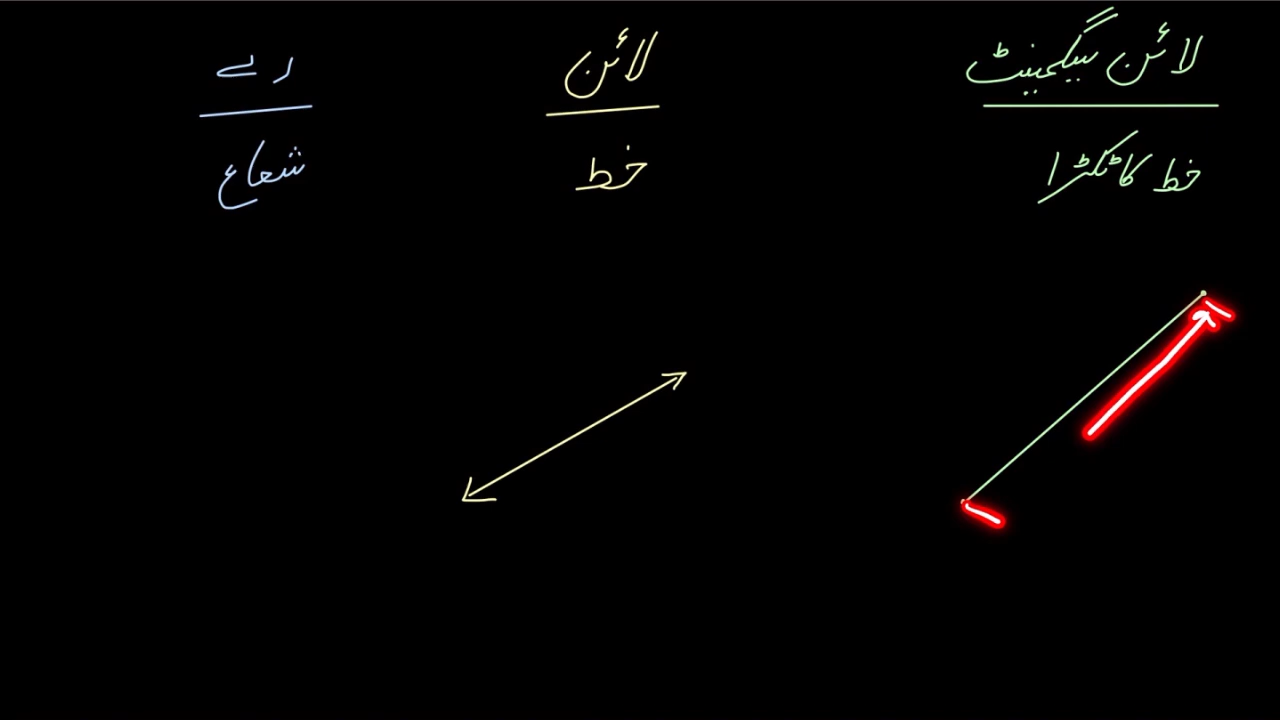 لائن سیگمینٹ
خط کا ٹکڑا
لائن
خط
رے
شعاع